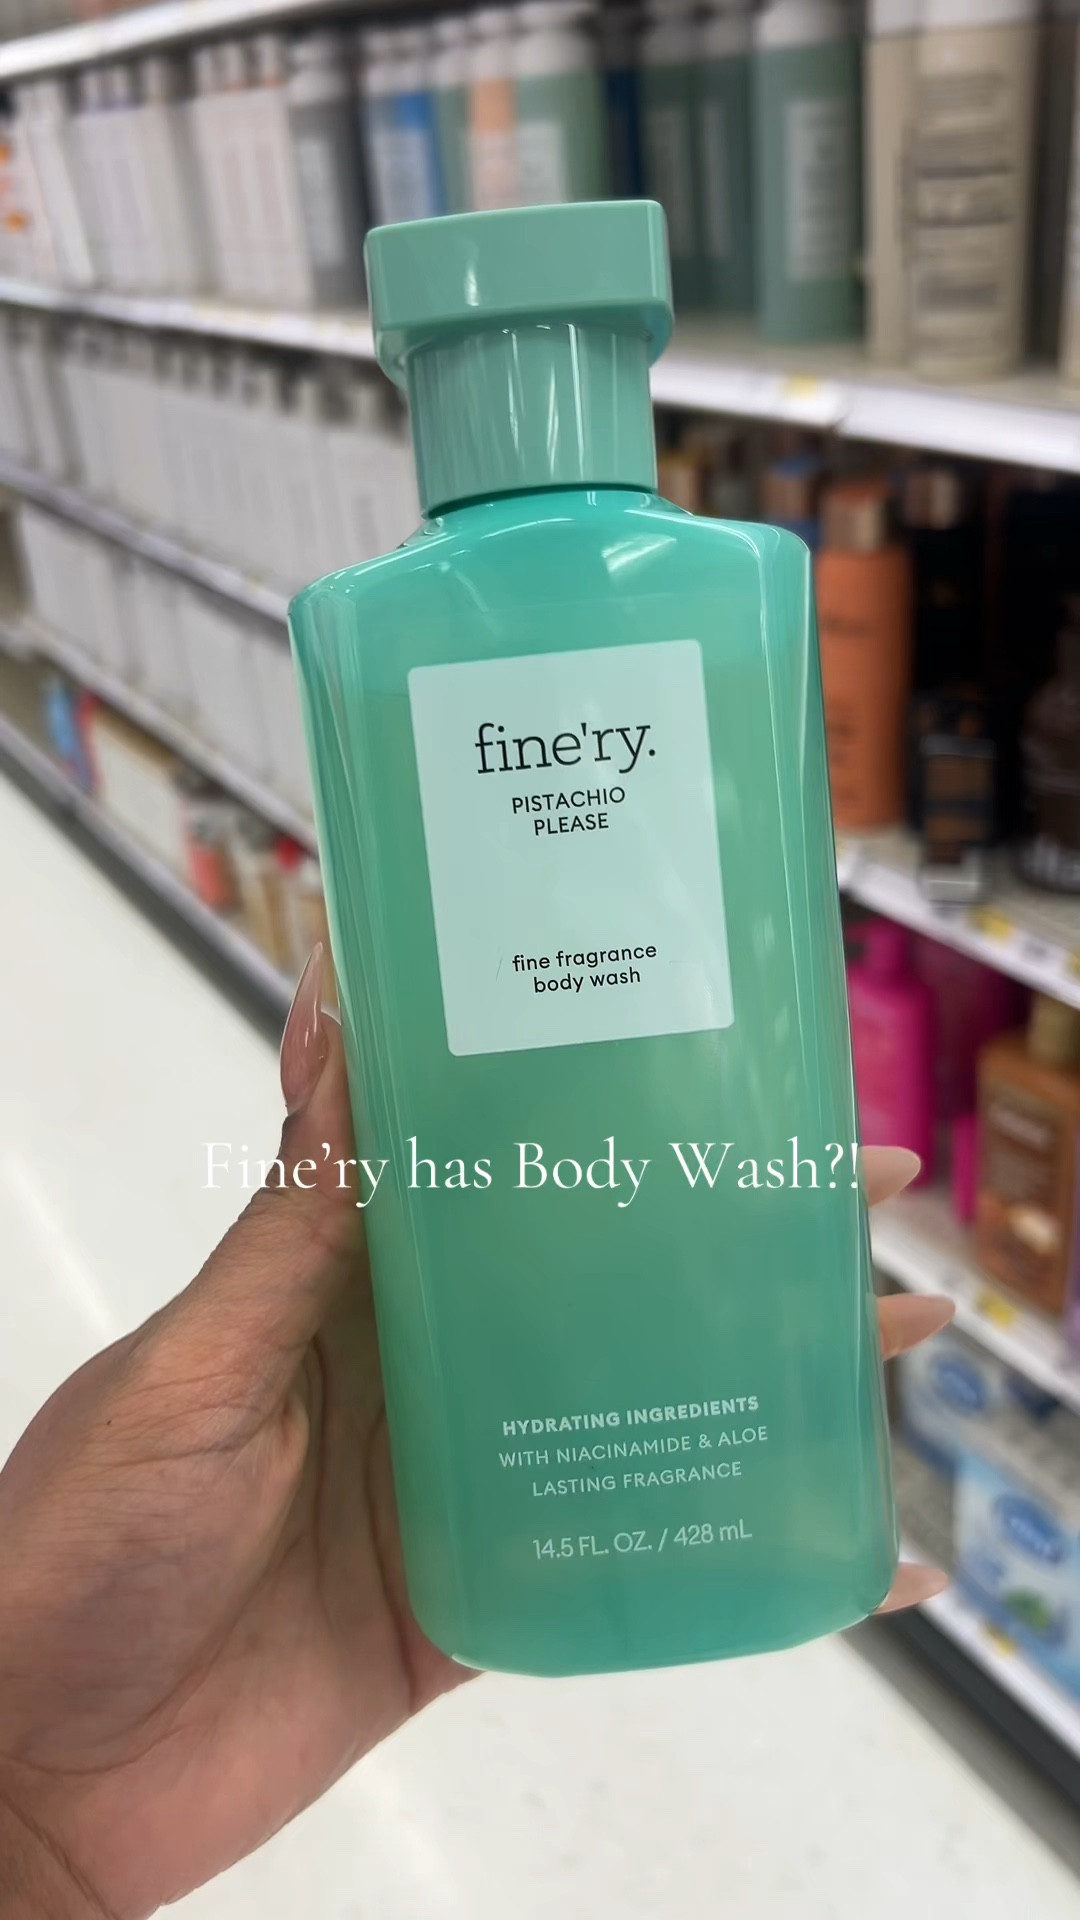 fine'ry.
PISTACHIO
PLEASE
fine fragrance
body wash
Fine’ry has Body Wash?!
HYDRATING INGREDIENTS
WITH NIACINAMIDE & ALOE
LASTING FRAGRANCE
14.5 FL. OZ. / 428 mL